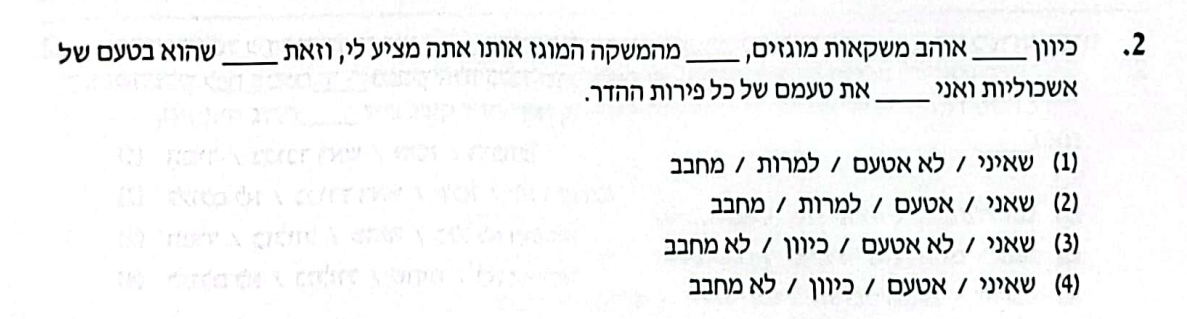 2. כיוון ____ אוהב משקאות מוגזים, ____ מהמשקה המוגז אותו אתה מציע לי, וזאת ____ שהוא בטעם של
אשכוליות ואני ____ את טעמם של כל פירות ההדר.
(1) שאיני / לא אטעם / למרות / מחבב
(2) שאני / אטעם / למרות / מחבב
(3) שאני / לא אטעם / כיוון / לא מחבב
(4) שאיני / אטעם / כיוון / לא מחבב